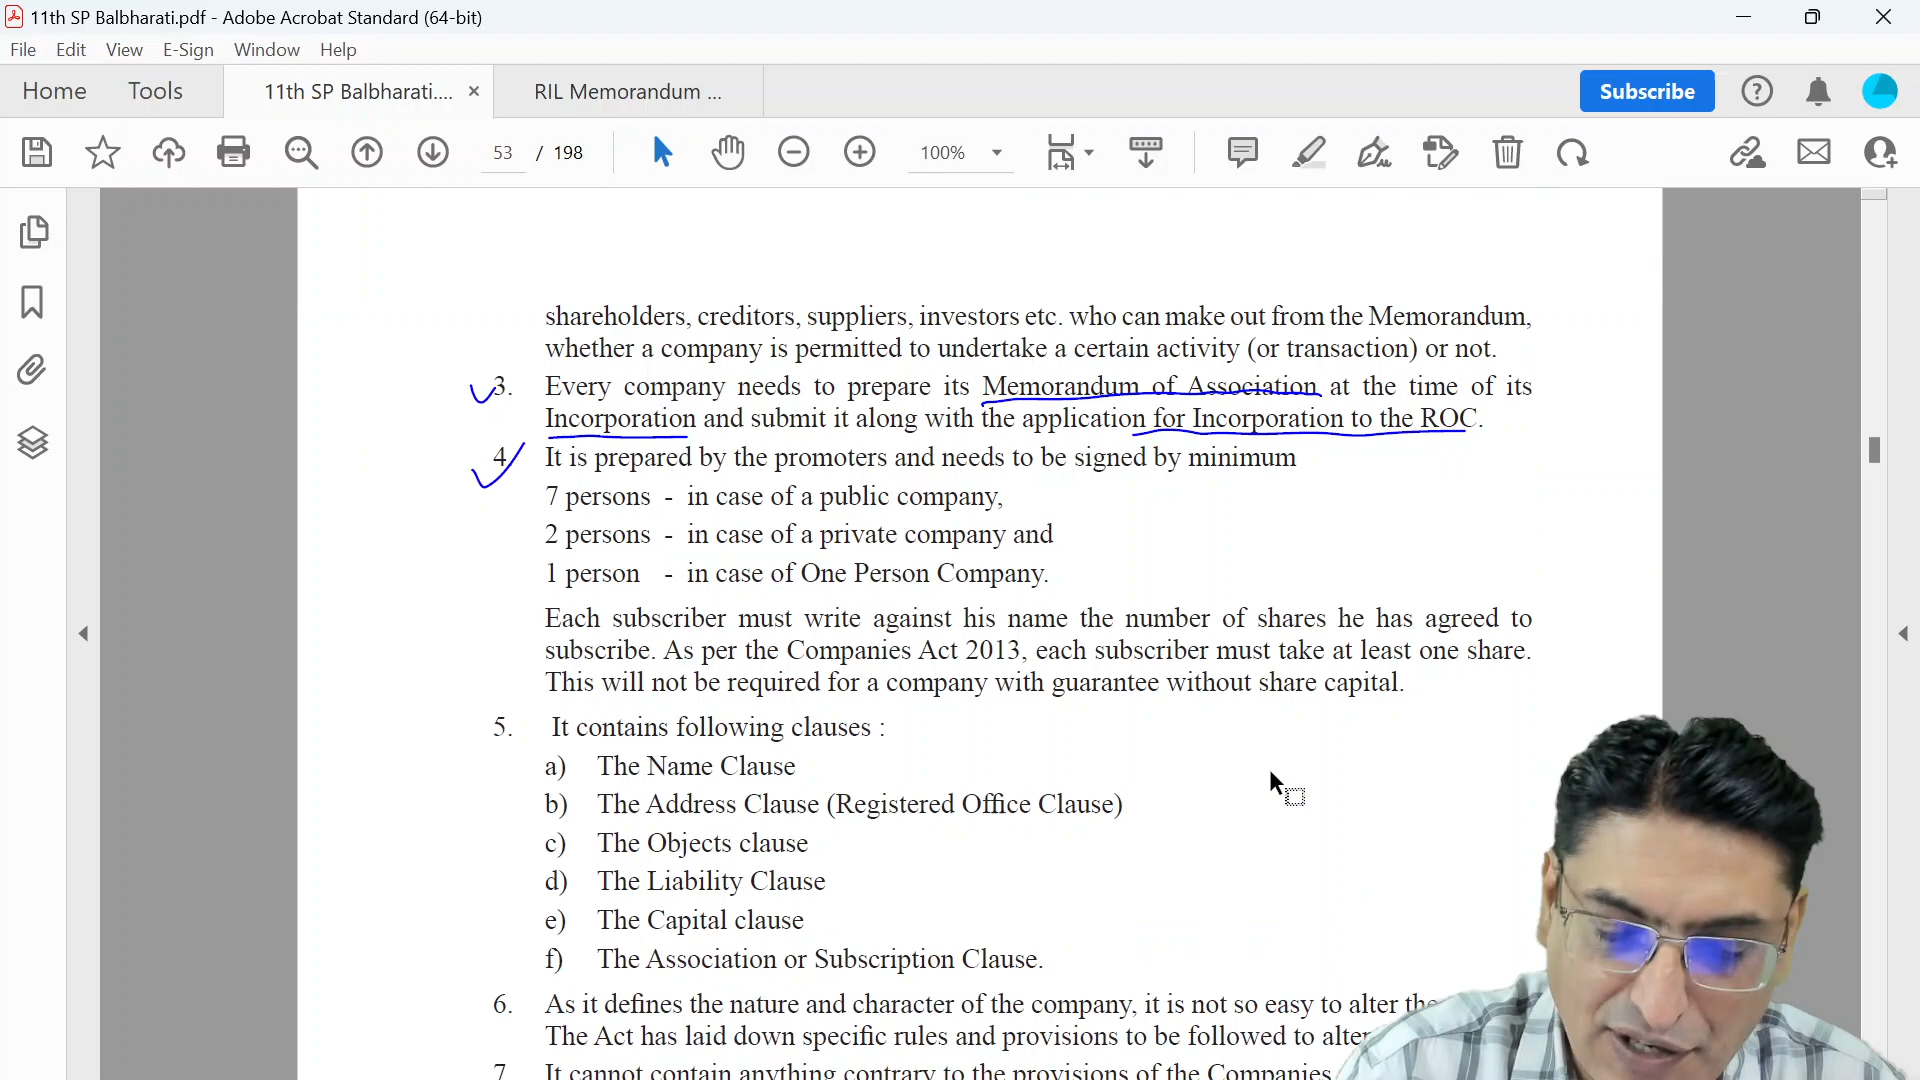 11th SP Balbharati.pdf - Adobe Acrobat Standard (64-bit)
File Edit View E-Sign Window Help
Home Tools 11th SP Balbharati.... × RIL Memorandum ... Subscribe
53 / 198 100%
shareholders, creditors, suppliers, investors etc. who can make out from the Memorandum,
whether a company is permitted to undertake a certain activity (or transaction) or not.
3. Every company needs to prepare its Memorandum of Association at the time of its
Incorporation and submit it along with the application for Incorporation to the ROC.
4 It is prepared by the promoters and needs to be signed by minimum
7 persons - in case of a public company,
2 persons - in case of a private company and
1 person - in case of One Person Company.
Each subscriber must write against his name the number of shares he has agreed to
subscribe. As per the Companies Act 2013, each subscriber must take at least one share.
This will not be required for a company with guarantee without share capital.
5. It contains following clauses :
a) The Name Clause
b) The Address Clause (Registered Office Clause)
c) The Objects clause
d) The Liability Clause
e) The Capital clause
f) The Association or Subscription Clause.
6. As it defines the nature and character of the company, it is not so easy to alter the
The Act has laid down specific rules and provisions to be followed to alter
7 It cannot contain anything contrary to the provisions of the Companies